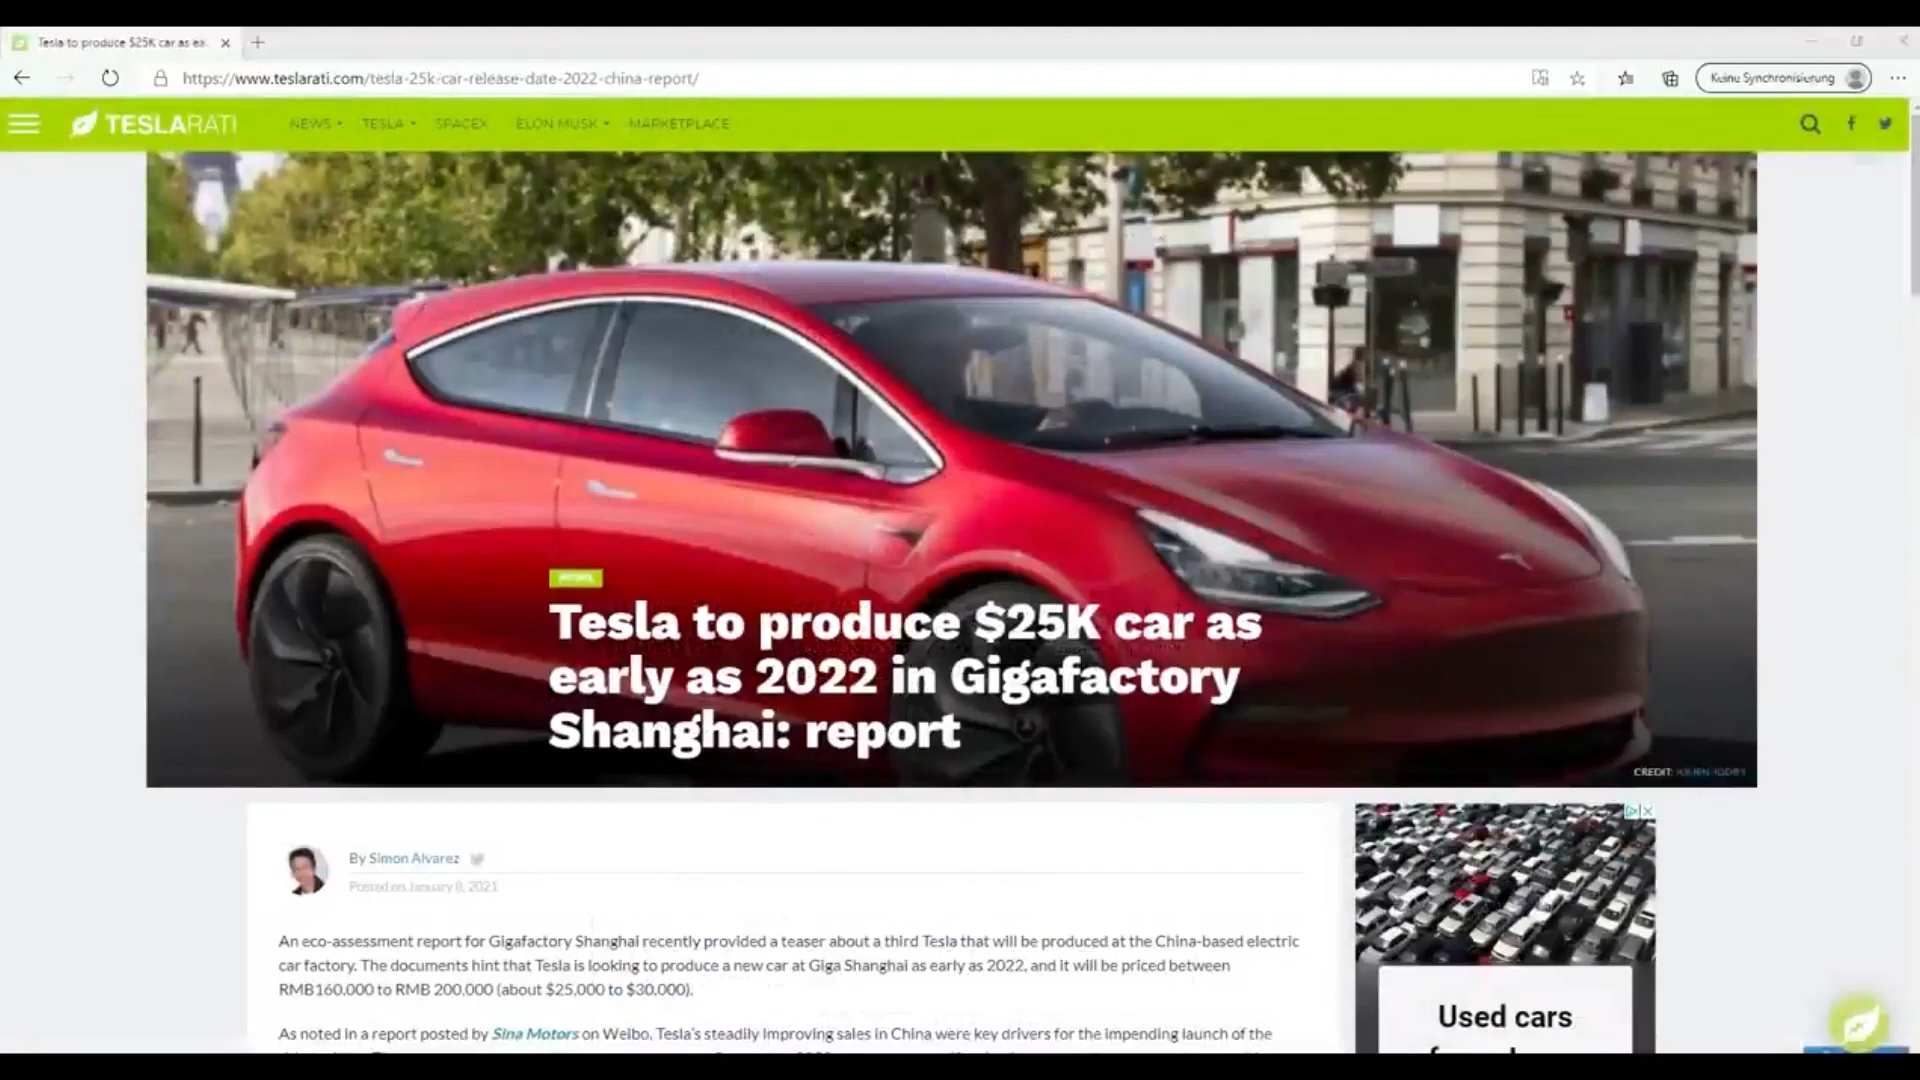 Tesla to produce $25K car as ea
https://www.teslarati.com/tesla-25k-car-release-date-2022-china-report/
Keine Synchronisierung
TESLARATI
NEWS
TESLA
SPACEX
ELON MUSK
MARKETPLACE
Tesla to produce $25K car as
early as 2022 in Gigafactory
Shanghai: report
CREDIT:
By Simon Alvarez
Posted on January 8, 2021
An eco-assessment report for Gigafactory Shanghai recently provided a teaser about a third Tesla that will be produced at the China-based electric
car factory. The documents hint that Tesla is looking to produce a new car at Giga Shanghai as early as 2022, and it will be priced between
RMB160,000 to RMB 200,000 (about $25,000 to $30,000).
As noted in a report posted by Sina Motors on Weibo, Tesla's steadily improving sales in China were key drivers for the impending launch of the
Used cars